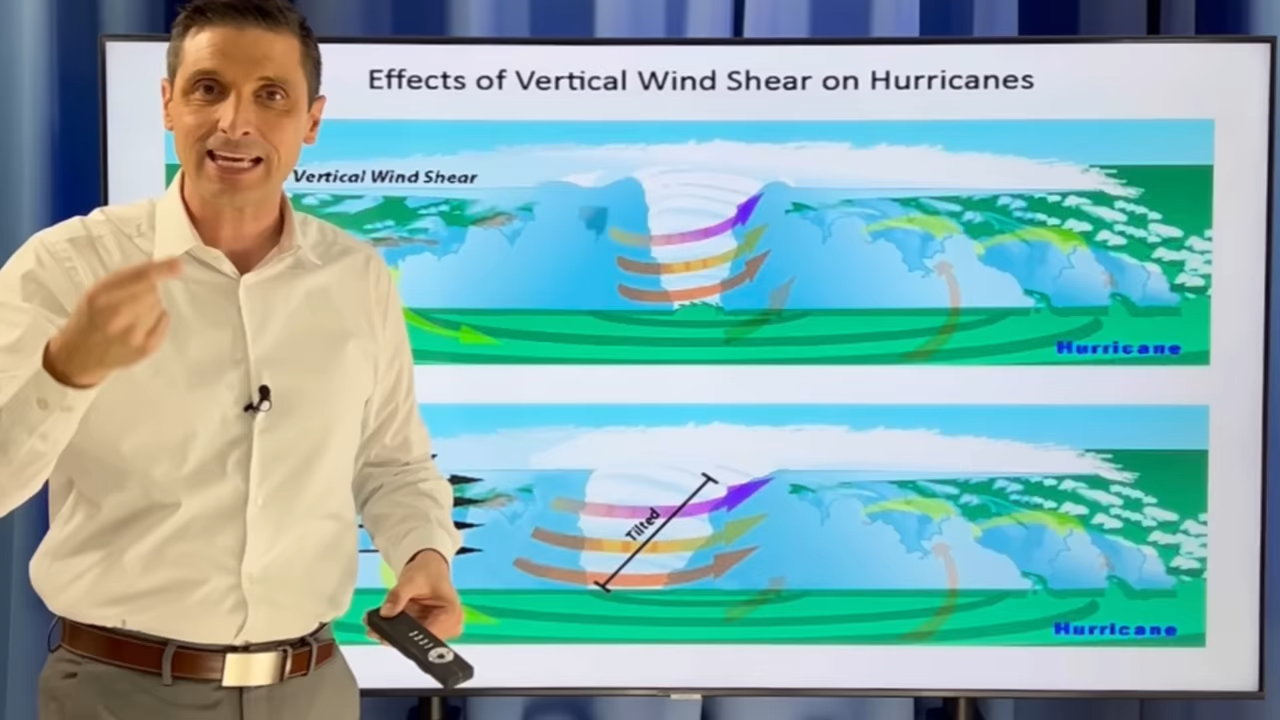 Effects of Vertical Wind Shear on Hurricanes
Vertical Wind Shear
Hurricane
Tilted
Hurricane